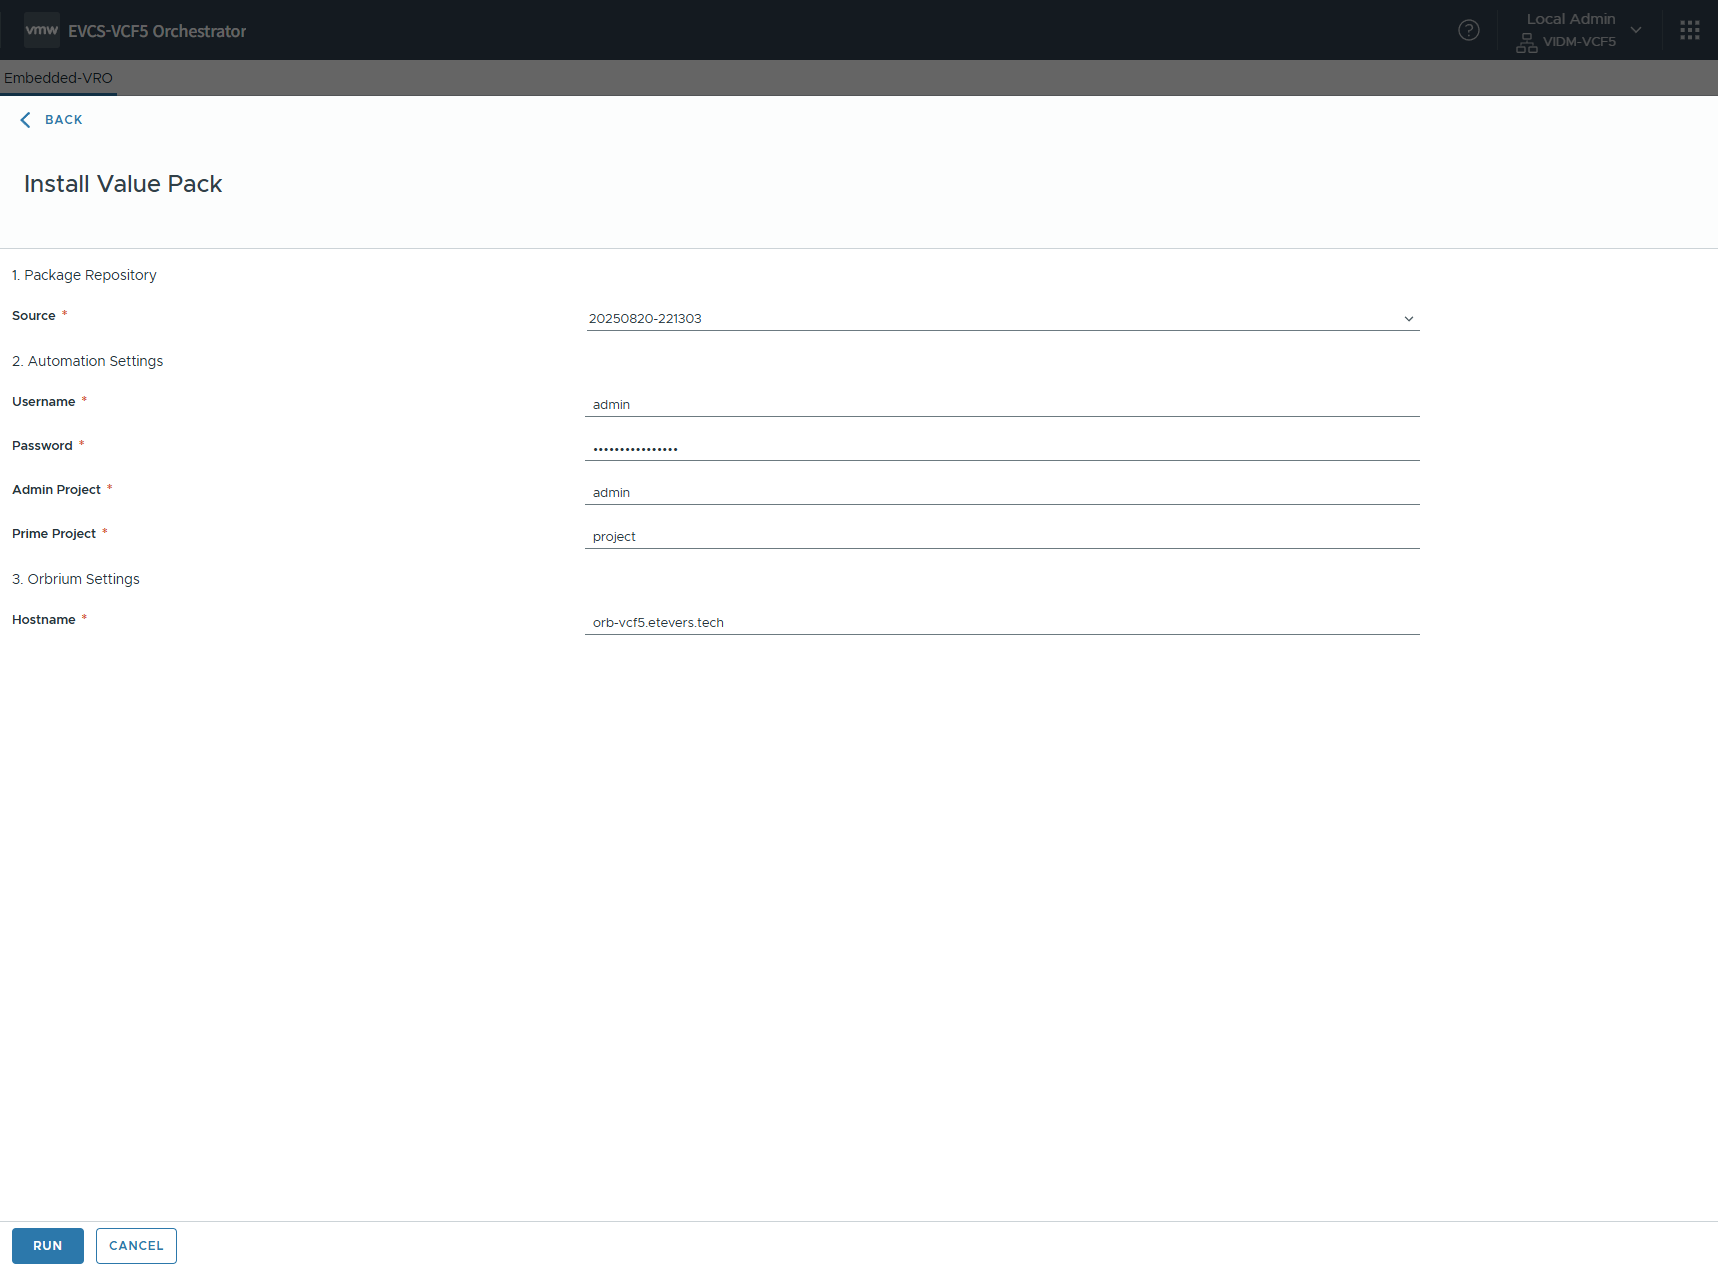 vmw EVCS-VCF5 Orchestrator
Local Admin
VIDM-VCF5
Embedded-VRO
BACK
Install Value Pack
1. Package Repository
Source *
20250820-221303
2. Automation Settings
Username *
admin
Password *
••••••••••••••••
Admin Project *
admin
Prime Project *
project
3. Orbrium Settings
Hostname *
orb-vcf5.etevers.tech
RUN
CANCEL